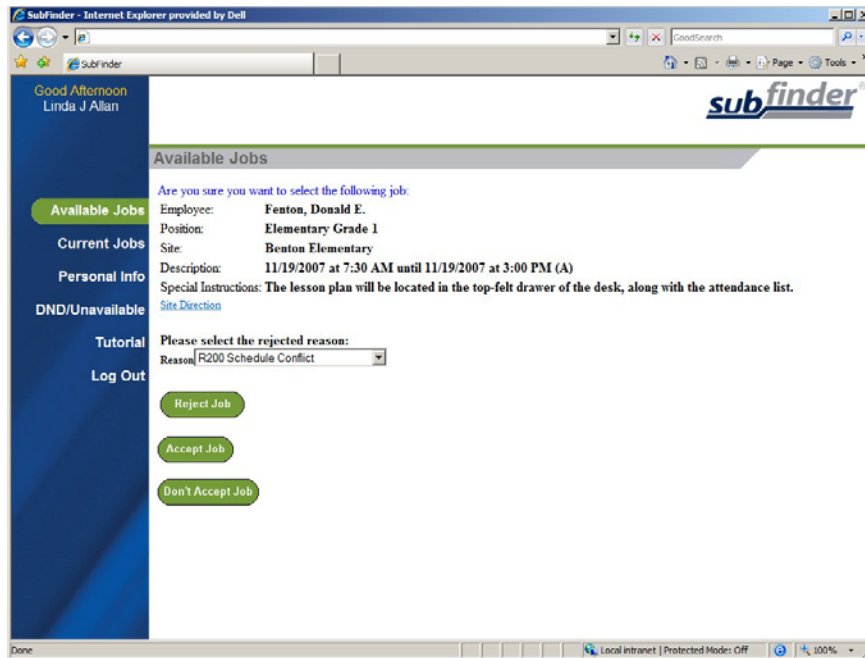 SubFinder - Internet Explorer provided by Dell
GoodSearch
SubFinder
Page
Tools
Good Afternoon
Linda J Allan
subfinder
Available Jobs
Are you sure you want to select the following job:
Available Jobs
Employee: Fenton, Donald E.
Position: Elementary Grade 1
Current Jobs
Site: Benton Elementary
Description: 11/19/2007 at 7:30 AM until 11/19/2007 at 3:00 PM (A)
Personal Info
Special Instructions: The lesson plan will be located in the top-felt drawer of the desk, along with the attendance list.
DND/Unavailable
Site Direction
Tutorial
Please select the rejected reason:
Reason R200 Schedule Conflict
Log Out
Reject Job
Accept Job
Don't Accept Job
Done
Local intranet | Protected Mode: Off
100%